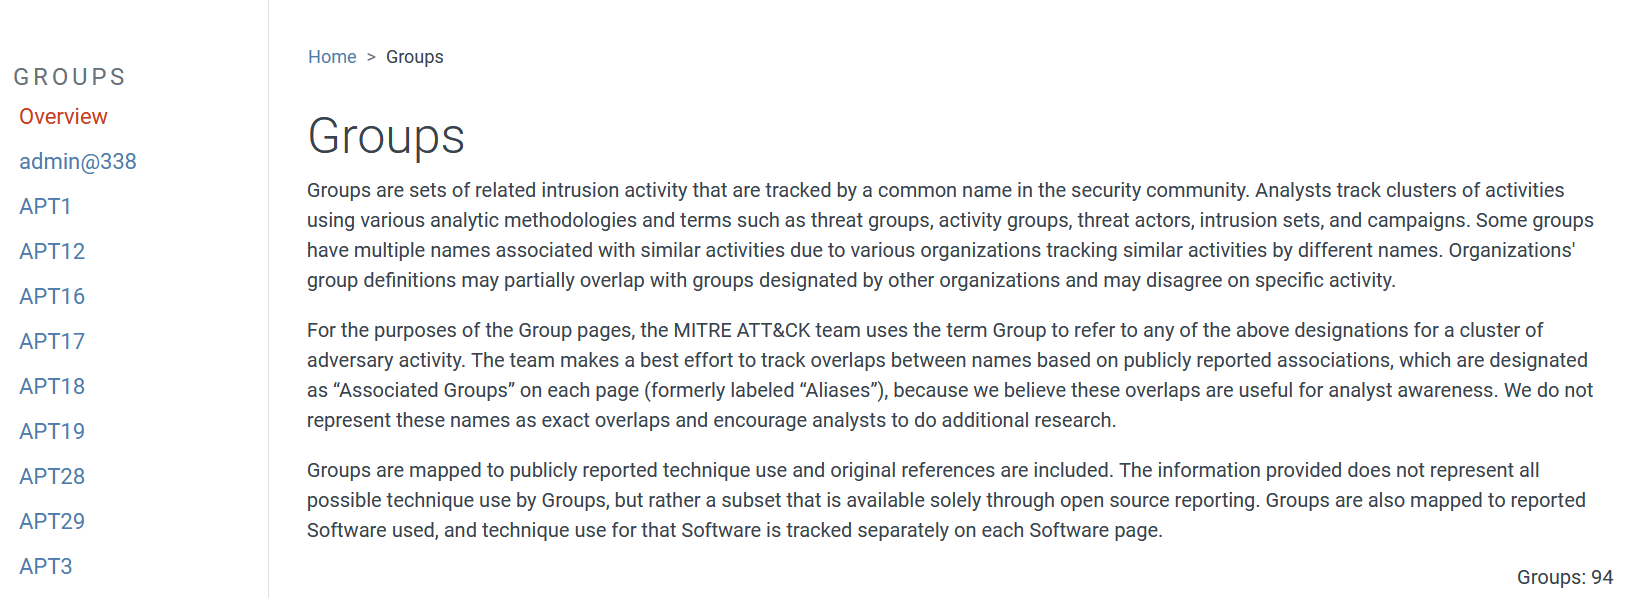 GROUPS
Overview
admin@338
APT1
APT12
APT16
APT17
APT18
APT19
APT28
APT29
APT3
Home > Groups
Groups
Groups are sets of related intrusion activity that are tracked by a common name in the security community. Analysts track clusters of activities
using various analytic methodologies and terms such as threat groups, activity groups, threat actors, intrusion sets, and campaigns. Some groups
have multiple names associated with similar activities due to various organizations tracking similar activities by different names. Organizations'
group definitions may partially overlap with groups designated by other organizations and may disagree on specific activity.
For the purposes of the Group pages, the MITRE ATT&CK team uses the term Group to refer to any of the above designations for a cluster of
adversary activity. The team makes a best effort to track overlaps between names based on publicly reported associations, which are designated
as “Associated Groups” on each page (formerly labeled “Aliases”), because we believe these overlaps are useful for analyst awareness. We do not
represent these names as exact overlaps and encourage analysts to do additional research.
Groups are mapped to publicly reported technique use and original references are included. The information provided does not represent all
possible technique use by Groups, but rather a subset that is available solely through open source reporting. Groups are also mapped to reported
Software used, and technique use for that Software is tracked separately on each Software page.
Groups: 94